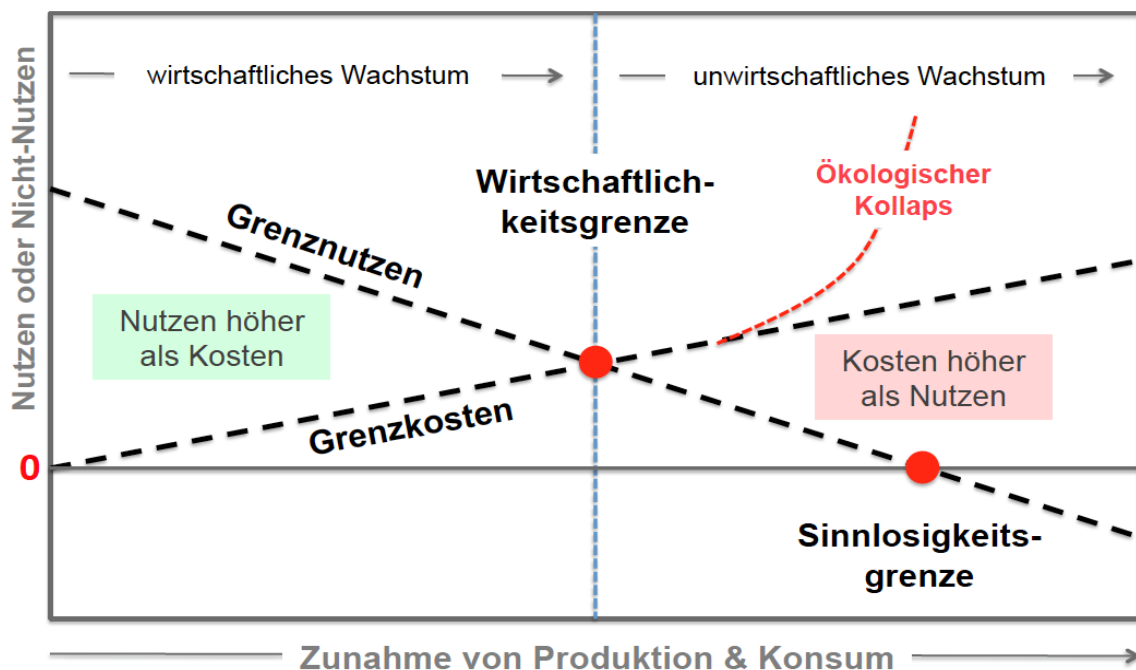 Nutzen oder Nicht-Nutzen
wirtschaftliches Wachstum
unwirtschaftliches Wachstum
Wirtschaftlich-
keitsgrenze
Ökologischer
Kollaps
Grenznutzen
Nutzen höher
als Kosten
Kosten höher
als Nutzen
Grenzkosten
0
Sinnlosigkeits-
grenze
Zunahme von Produktion & Konsum